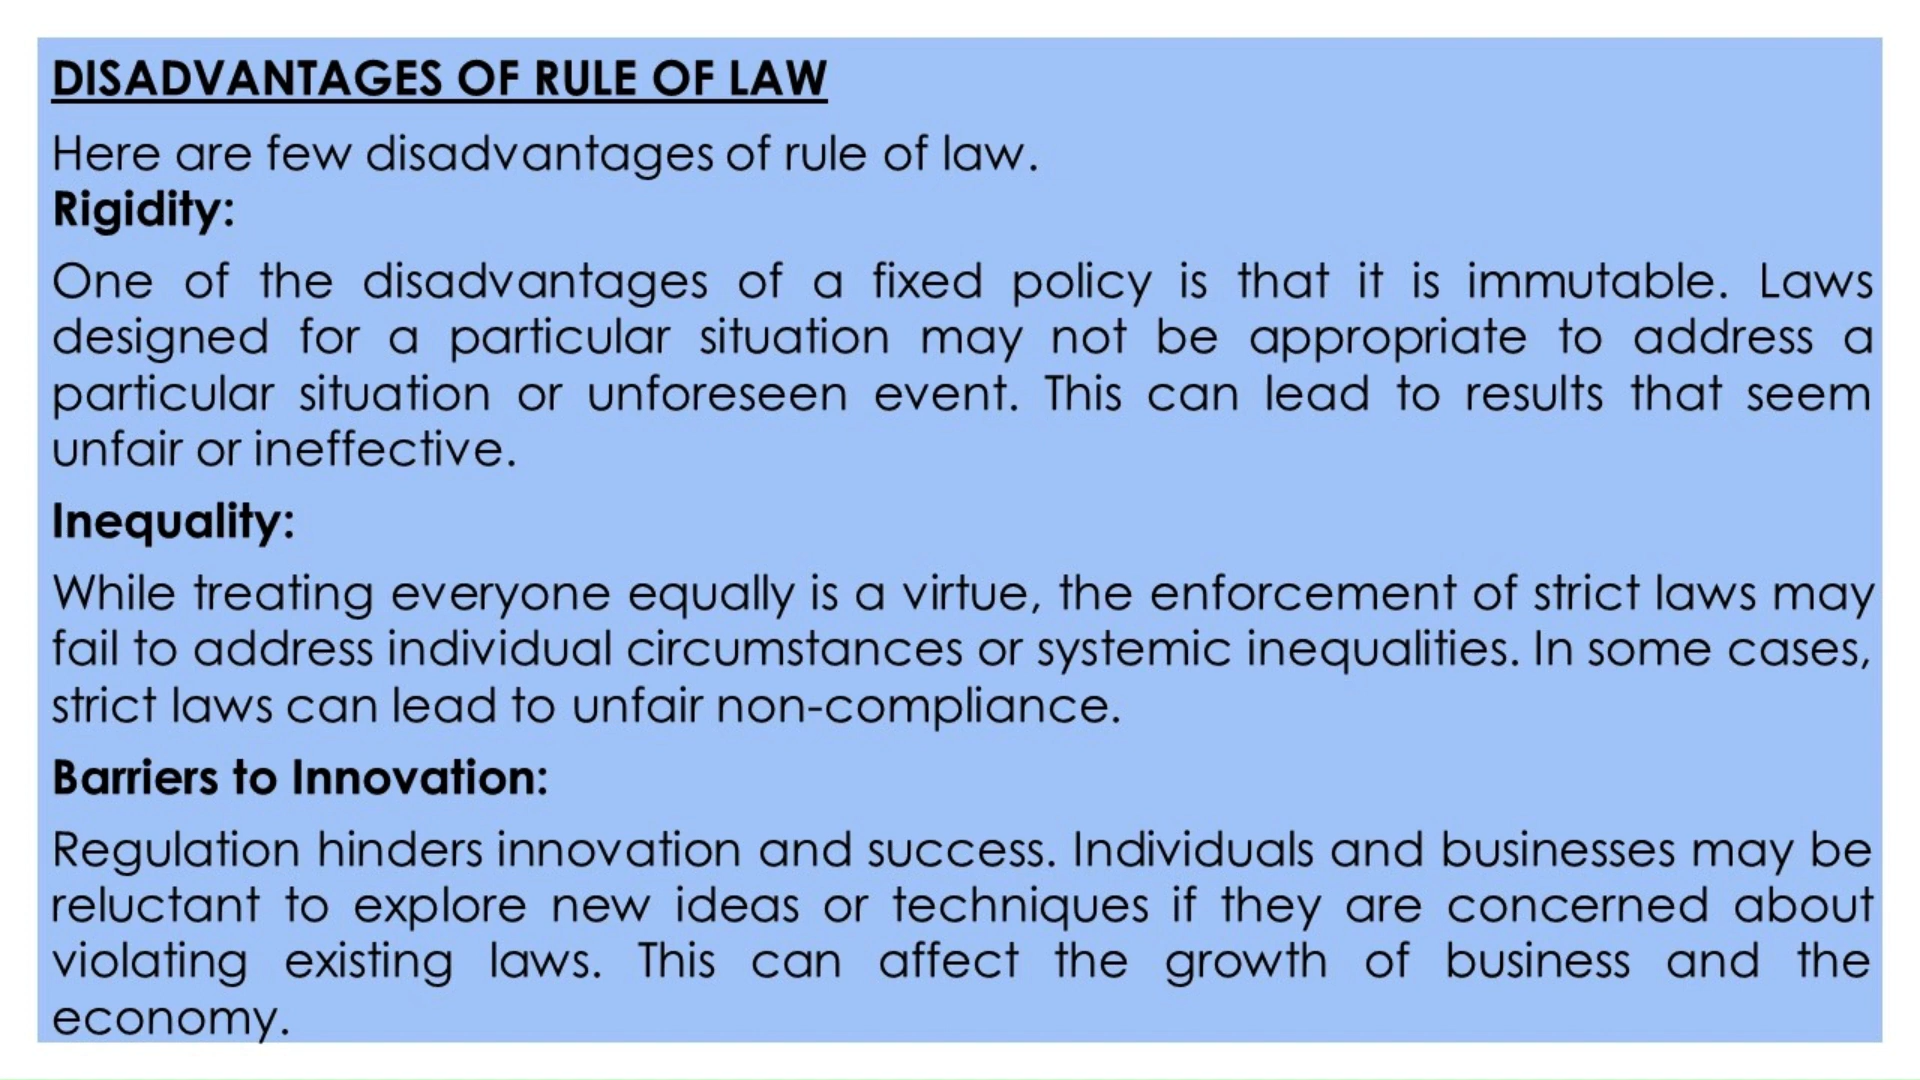 DISADVANTAGES OF RULE OF LAW
Here are few disadvantages of rule of law.
Rigidity:
One of the disadvantages of a fixed policy is that it is immutable. Laws
designed for a particular situation may not be appropriate to address a
particular situation or unforeseen event. This can lead to results that seem
unfair or ineffective.
Inequality:
While treating everyone equally is a virtue, the enforcement of strict laws may
fail to address individual circumstances or systemic inequalities. In some cases,
strict laws can lead to unfair non-compliance.
Barriers to Innovation:
Regulation hinders innovation and success. Individuals and businesses may be
reluctant to explore new ideas or techniques if they are concerned about
violating existing laws. This can affect the growth of business and the
economy.